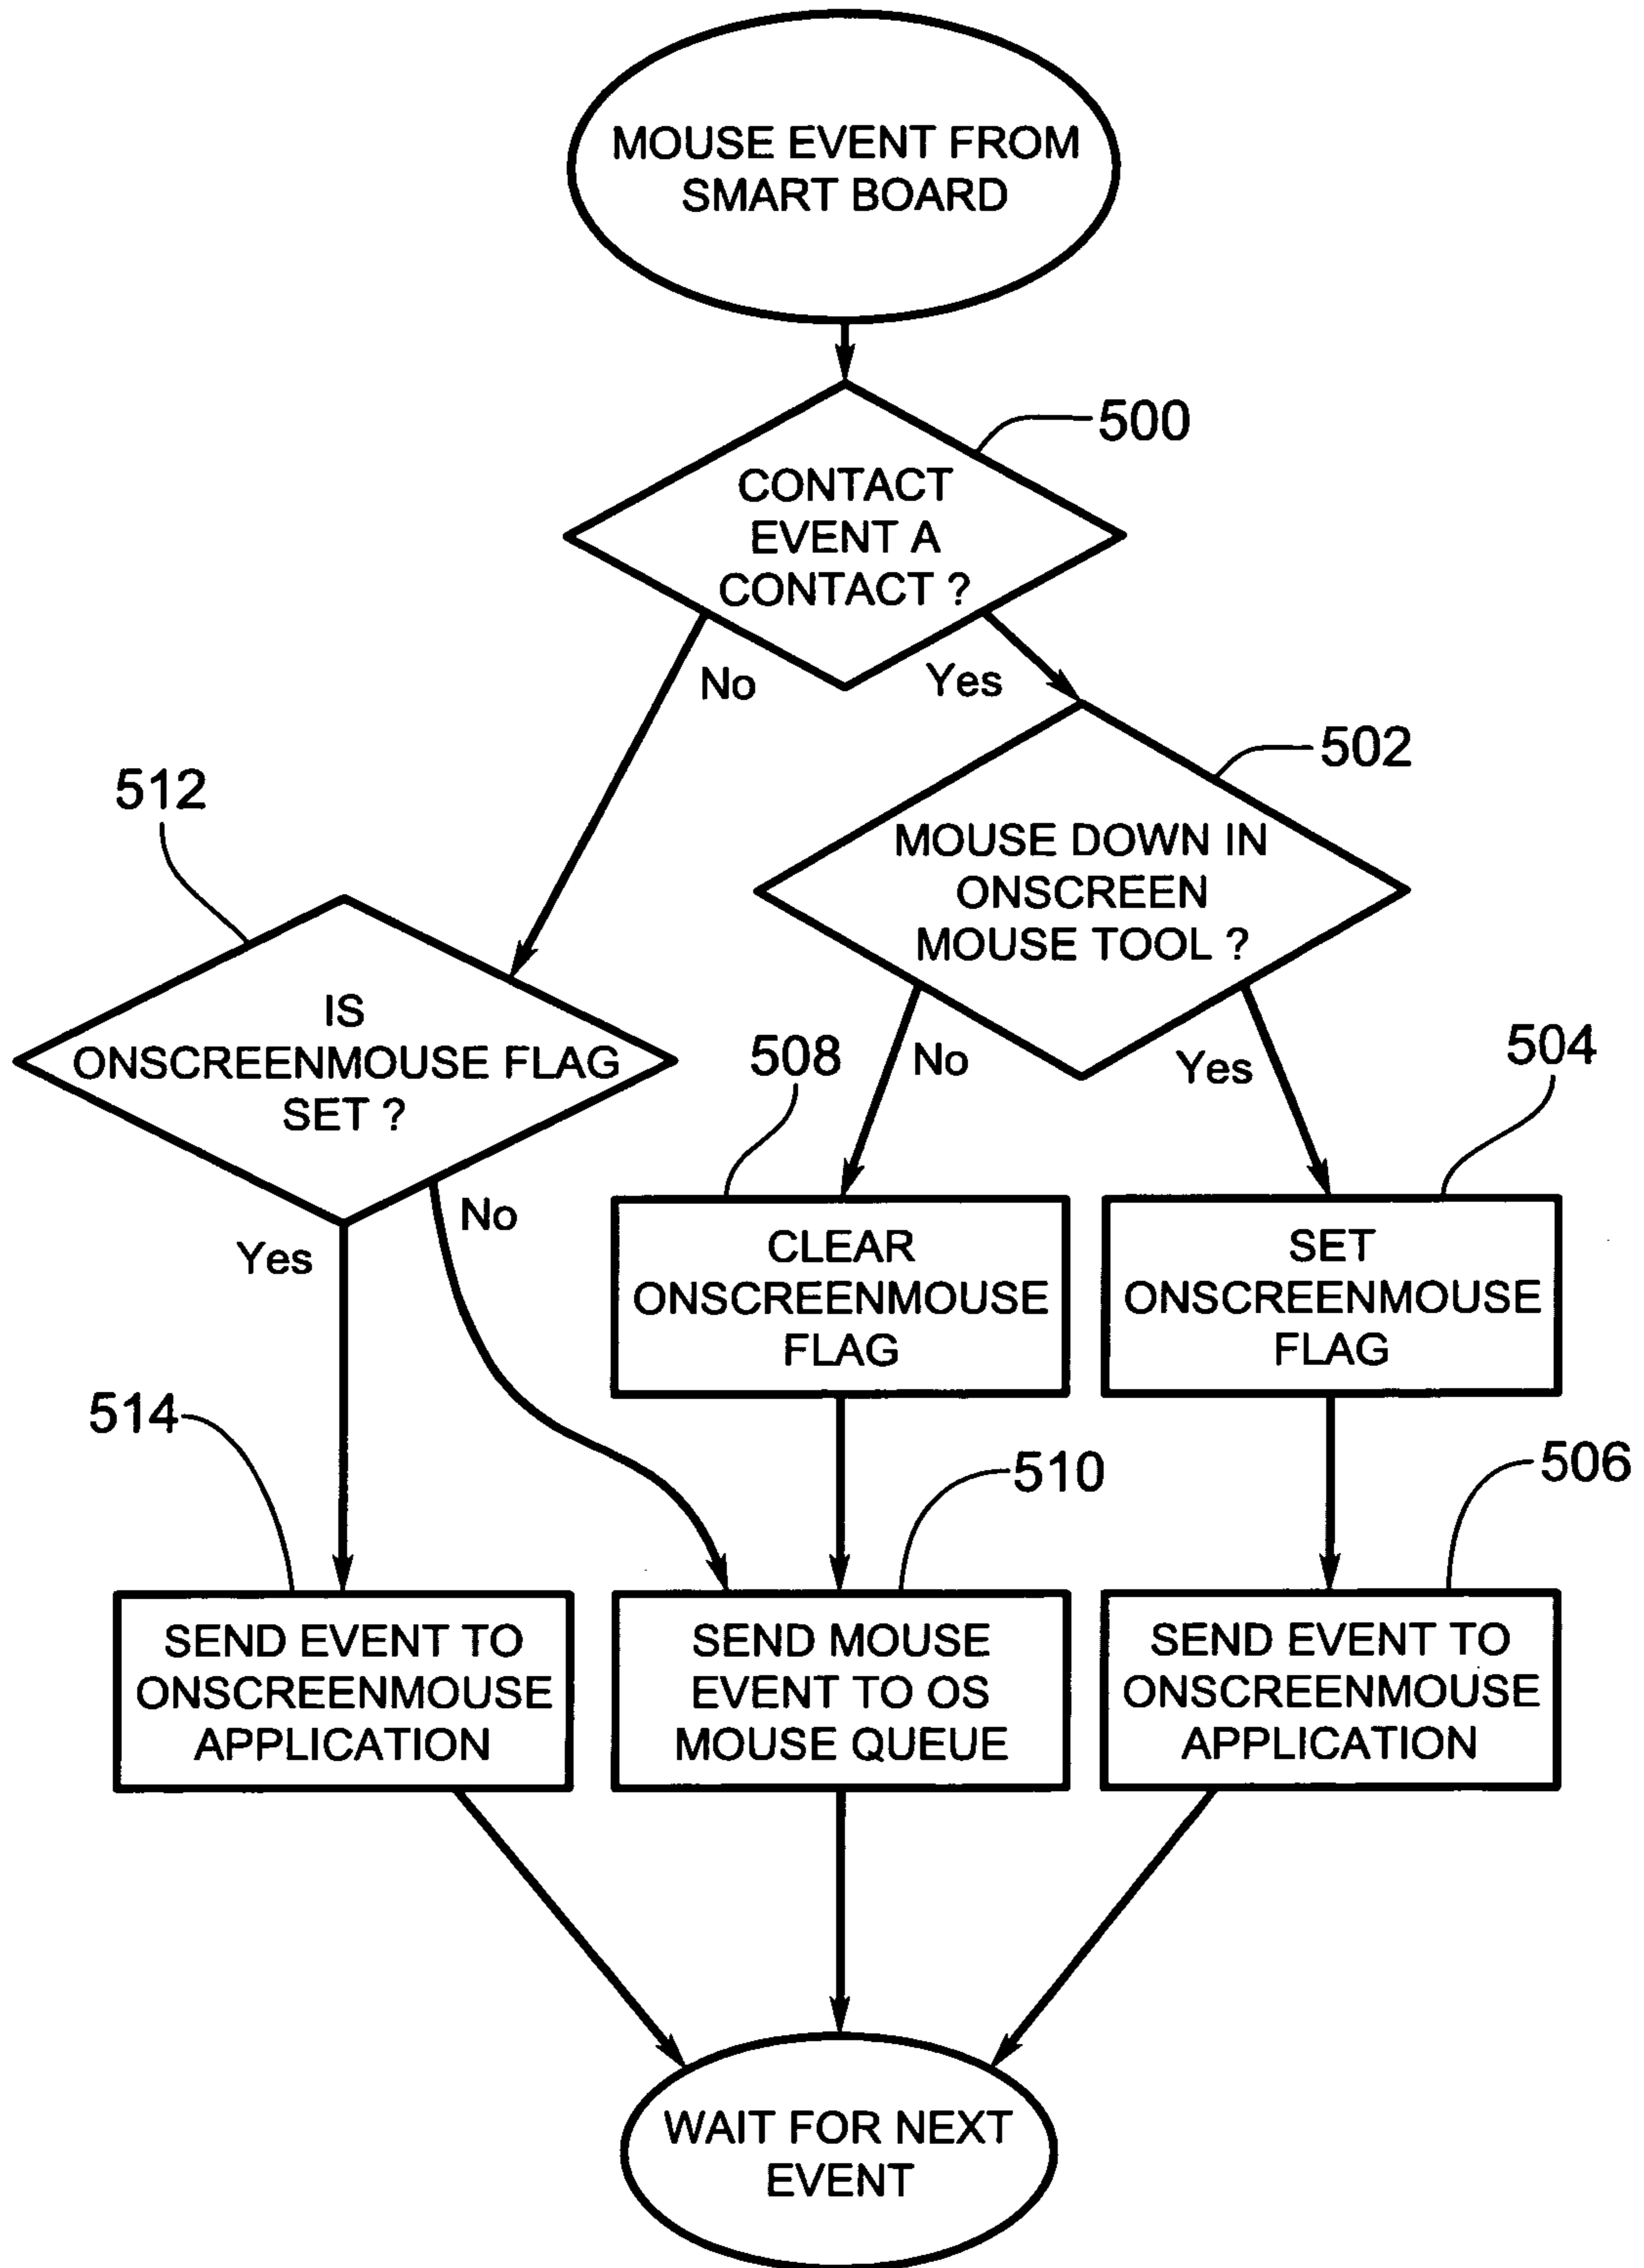 MOUSE EVENT FROM
SMART BOARD
500
CONTACT
EVENT A
CONTACT ?
No
Yes
502
MOUSE DOWN IN
ONSCREEN
MOUSE TOOL ?
512
IS
ONSCREENMOUSE FLAG
SET ?
508
No
Yes
504
Yes
No
CLEAR
ONSCREENMOUSE
FLAG
SET
ONSCREENMOUSE
FLAG
514
510
506
SEND EVENT TO
ONSCREENMOUSE
APPLICATION
SEND MOUSE
EVENT TO OS
MOUSE QUEUE
SEND EVENT TO
ONSCREENMOUSE
APPLICATION
WAIT FOR NEXT
EVENT